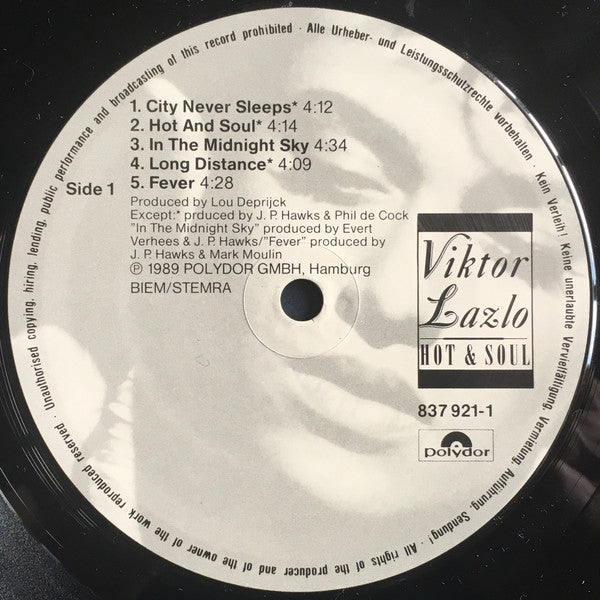 Unauthorised copying, hiring, lending, public performance and broadcasting of this record prohibited · Alle Urheber- und Leistungsschutzrechte vorbehalten · Kein Verleih! · Keine unerlaubte Vervielfältigung, Vermietung, Aufführung, Sendung! · All rights of the producer and of the owner of the work reproduced reserved ·
1. City Never Sleeps* 4:12
2. Hot And Soul* 4:14
3. In The Midnight Sky 4:34
4. Long Distance* 4:09
Side 1
5. Fever 4:28
Produced by Lou Deprijck
Except:* prduced by J. P. Hawks & Phil de Cock
"In The Midnight Sky" produced by Evert
Verhees & J. P. Hawks/"Fever" produced by
J. P. Hawks & Mark Moulin
℗ 1989 POLYDOR GMBH, Hamburg
BIEM/STEMRA
Viktor
Lazlo
HOT & SOUL
837 921-1
polydor